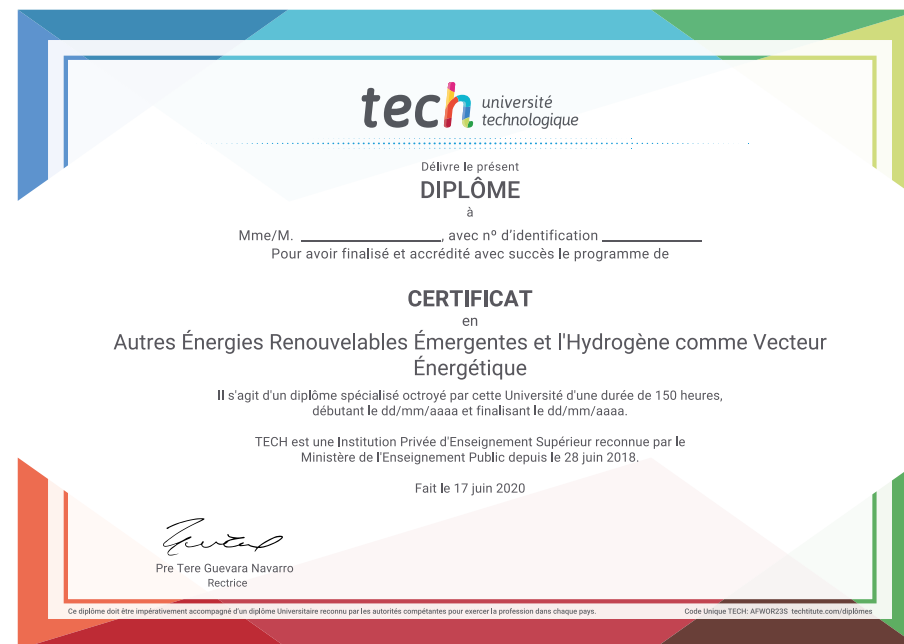 tech université
technologique
Délivre le présent
DIPLÔME
à
Mme/M. ____________________, avec nº d'identification ______________
Pour avoir finalisé et accrédité avec succès le programme de
CERTIFICAT
en
Autres Énergies Renouvelables Émergentes et l'Hydrogène comme Vecteur
Énergétique
Il s'agit d'un diplôme spécialisé octroyé par cette Université d'une durée de 150 heures,
débutant le dd/mm/aaaa et finalisant le dd/mm/aaaa.
TECH est une Institution Privée d'Enseignement Supérieur reconnue par le
Ministère de l'Enseignement Public depuis le 28 juin 2018.
Fait le 17 juin 2020
Pre Tere Guevara Navarro
Rectrice
Ce diplôme doit être impérativement accompagné d'un diplôme Universitaire reconnu par les autorités compétantes pour exercer la profession dans chaque pays.
Code Unique TECH: AFWOR23S techtitute.com/diplômes